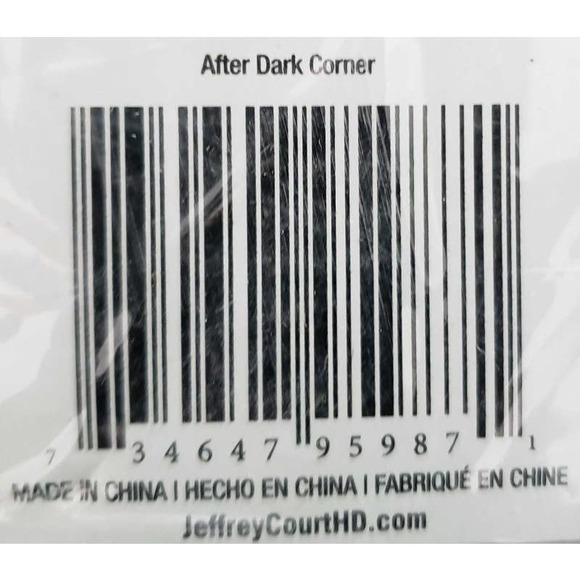 After Dark Corner
7 34647 95987 1
MADE IN CHINA | HECHO EN CHINA | FABRIQUÉ EN CHINE
JeffreyCourtHD.com